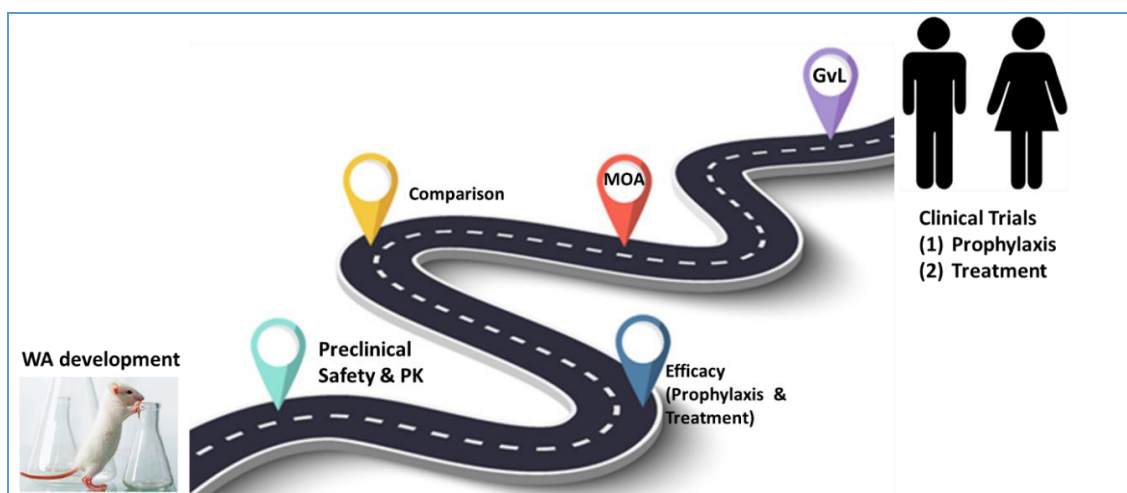 WA development
Preclinical
Safety & PK
Efficacy
(Prophylaxis &
Treatment)
Comparison
MOA
GvL
Clinical Trials
(1) Prophylaxis
(2) Treatment